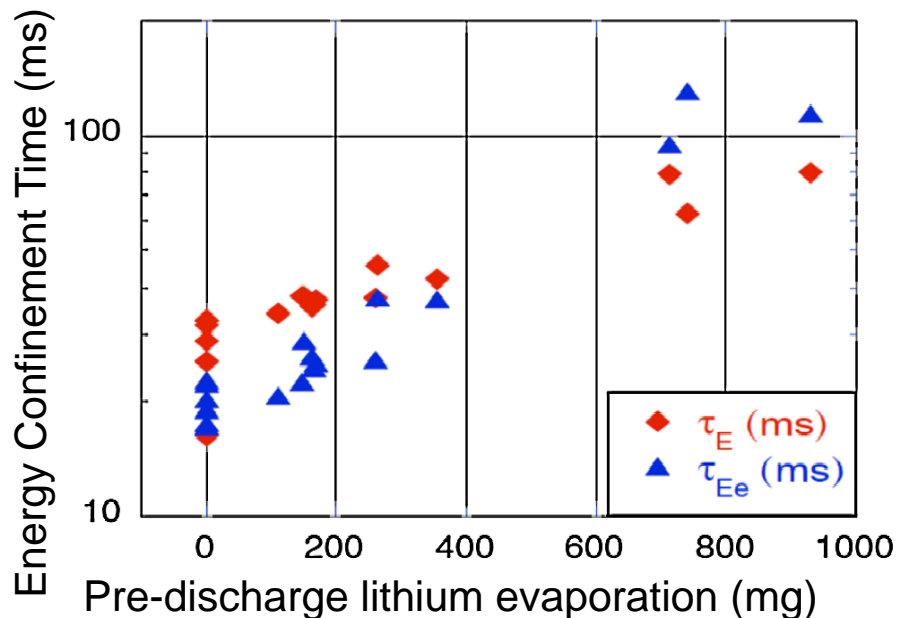 Energy Confinement Time (ms)
100
10
τE (ms)
τEe (ms)
0 200 400 600 800 1000
Pre-discharge lithium evaporation (mg)